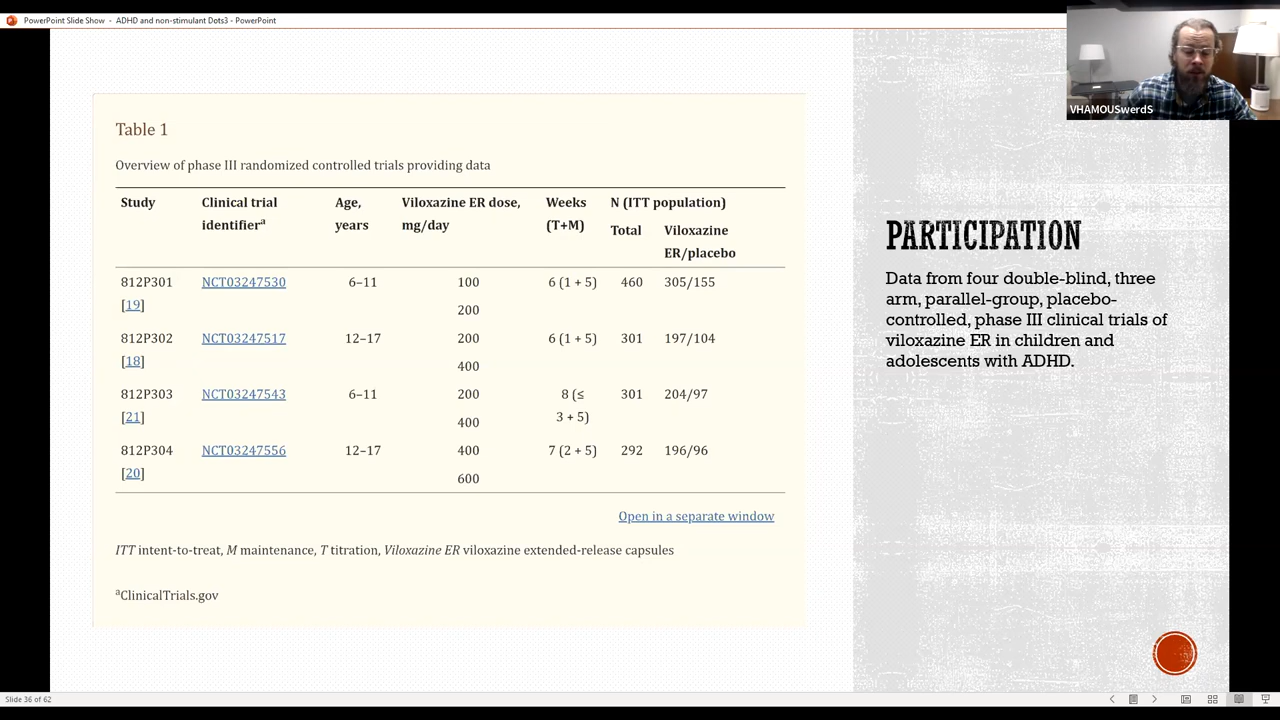 PowerPoint Slide Show - ADHD and non-stimulant Dots3 - PowerPoint
VHAMOUSwerdS
Table 1
Overview of phase III randomized controlled trials providing data
Study Clinical trial Age, Viloxazine ER dose, Weeks N (ITT population)
identifierᵃ years mg/day (T+M) Total Viloxazine
ER/placebo
812P301 NCT03247530 6–11 100 6 (1 + 5) 460 305/155
[19] 200
812P302 NCT03247517 12–17 200 6 (1 + 5) 301 197/104
[18] 400
812P303 NCT03247543 6–11 200 8 (≤ 301 204/97
[21] 400 3 + 5)
812P304 NCT03247556 12–17 400 7 (2 + 5) 292 196/96
[20] 600
Open in a separate window
ITT intent-to-treat, M maintenance, T titration, Viloxazine ER viloxazine extended-release capsules
ᵃClinicalTrials.gov
PARTICIPATION
Data from four double-blind, three
arm, parallel-group, placebo-
controlled, phase III clinical trials of
viloxazine ER in children and
adolescents with ADHD.
Slide 36 of 62